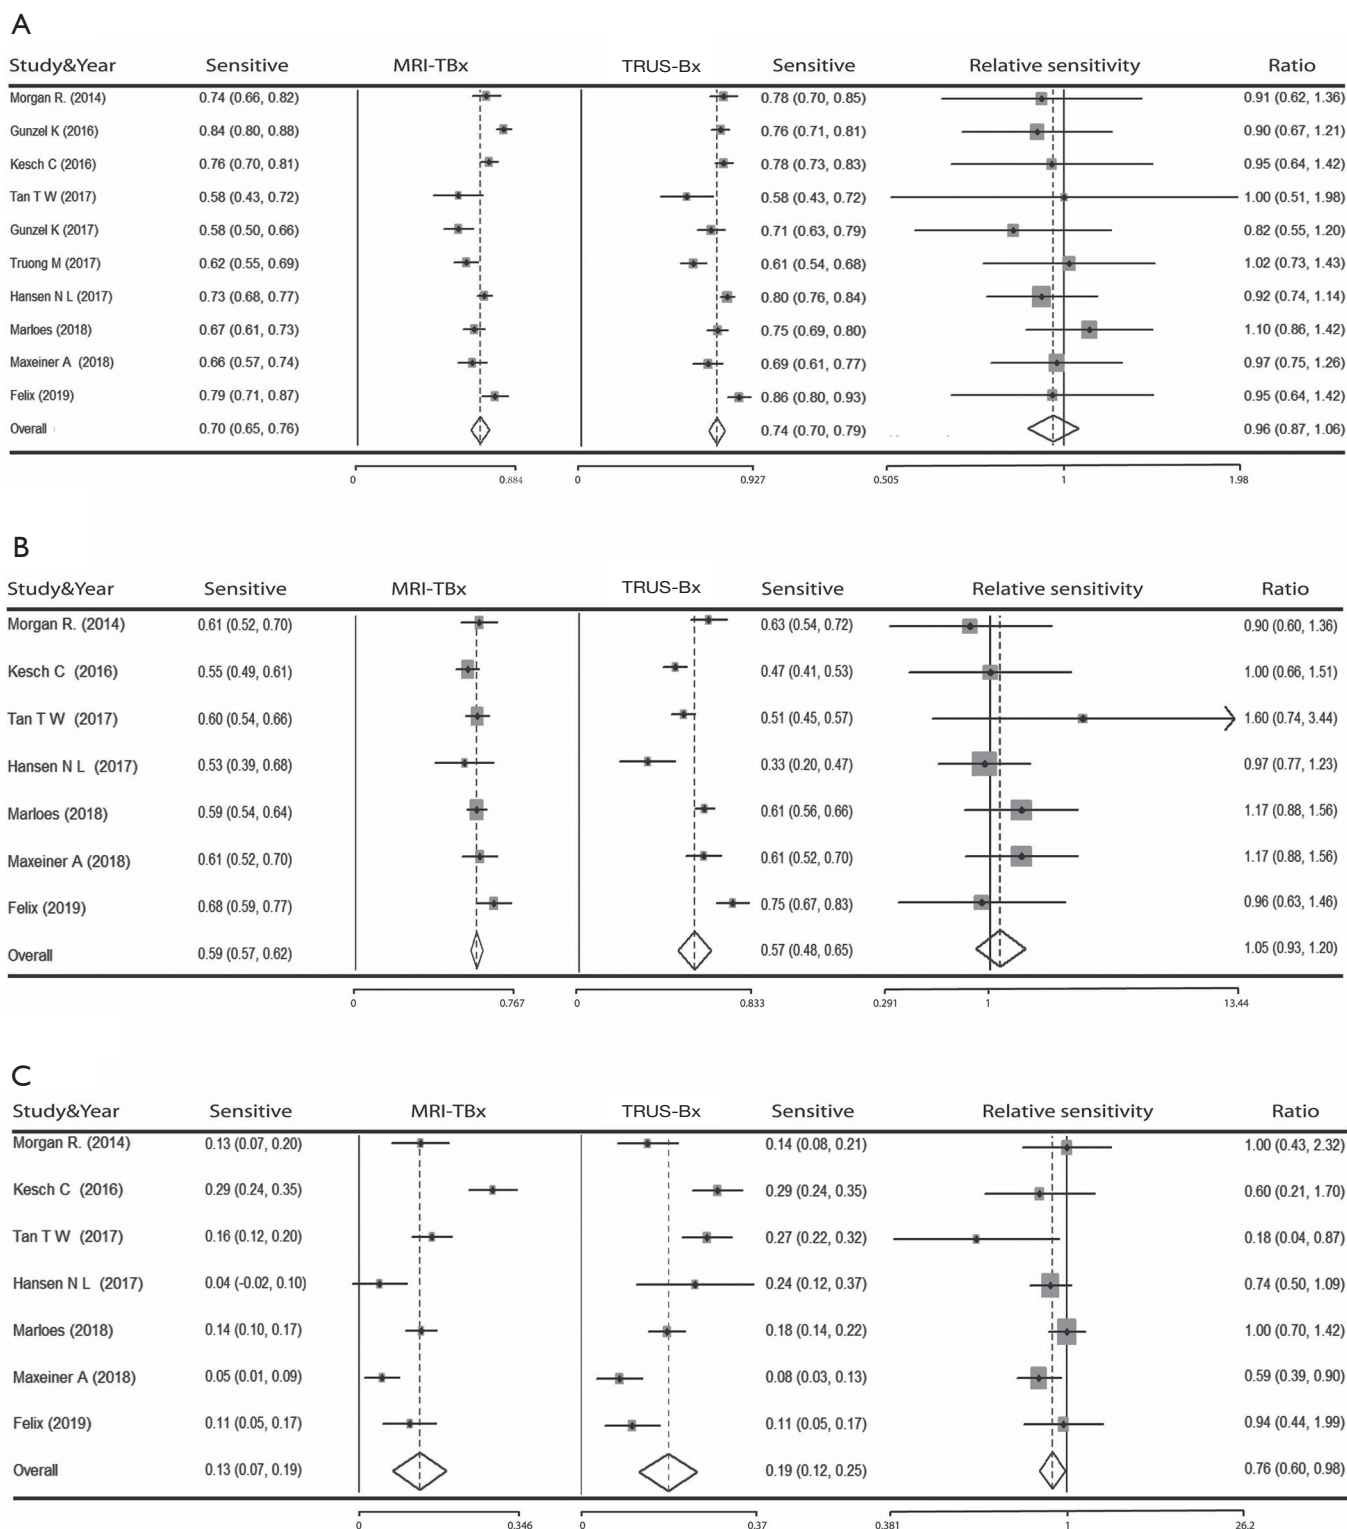 A
Study&Year Sensitive MRI-TBx TRUS-Bx Sensitive Relative sensitivity Ratio
Morgan R. (2014) 0.74 (0.66, 0.82) 0.78 (0.70, 0.85) 0.91 (0.62, 1.36)
Gunzel K (2016) 0.84 (0.80, 0.88) 0.76 (0.71, 0.81) 0.90 (0.67, 1.21)
Kesch C (2016) 0.76 (0.70, 0.81) 0.78 (0.73, 0.83) 0.95 (0.64, 1.42)
Tan T W (2017) 0.58 (0.43, 0.72) 0.58 (0.43, 0.72) 1.00 (0.51, 1.98)
Gunzel K (2017) 0.58 (0.50, 0.66) 0.71 (0.63, 0.79) 0.82 (0.55, 1.20)
Truong M (2017) 0.62 (0.55, 0.69) 0.61 (0.54, 0.68) 1.02 (0.73, 1.43)
Hansen N L (2017) 0.73 (0.68, 0.77) 0.80 (0.76, 0.84) 0.92 (0.74, 1.14)
Marloes (2018) 0.67 (0.61, 0.73) 0.75 (0.69, 0.80) 1.10 (0.86, 1.42)
Maxeiner A (2018) 0.66 (0.57, 0.74) 0.69 (0.61, 0.77) 0.97 (0.75, 1.26)
Felix (2019) 0.79 (0.71, 0.87) 0.86 (0.80, 0.93) 0.95 (0.64, 1.42)
Overall 0.70 (0.65, 0.76) 0.74 (0.70, 0.79) 0.96 (0.87, 1.06)
0 0.884 0 0.927 0.505 1 1.98
B
Study&Year Sensitive MRI-TBx TRUS-Bx Sensitive Relative sensitivity Ratio
Morgan R. (2014) 0.61 (0.52, 0.70) 0.63 (0.54, 0.72) 0.90 (0.60, 1.36)
Kesch C (2016) 0.55 (0.49, 0.61) 0.47 (0.41, 0.53) 1.00 (0.66, 1.51)
Tan T W (2017) 0.60 (0.54, 0.66) 0.51 (0.45, 0.57) 1.60 (0.74, 3.44)
Hansen N L (2017) 0.53 (0.39, 0.68) 0.33 (0.20, 0.47) 0.97 (0.77, 1.23)
Marloes (2018) 0.59 (0.54, 0.64) 0.61 (0.56, 0.66) 1.17 (0.88, 1.56)
Maxeiner A (2018) 0.61 (0.52, 0.70) 0.61 (0.52, 0.70) 1.17 (0.88, 1.56)
Felix (2019) 0.68 (0.59, 0.77) 0.75 (0.67, 0.83) 0.96 (0.63, 1.46)
Overall 0.59 (0.57, 0.62) 0.57 (0.48, 0.65) 1.05 (0.93, 1.20)
0 0.767 0 0.833 0.291 1 13.44
C
Study&Year Sensitive MRI-TBx TRUS-Bx Sensitive Relative sensitivity Ratio
Morgan R. (2014) 0.13 (0.07, 0.20) 0.14 (0.08, 0.21) 1.00 (0.43, 2.32)
Kesch C (2016) 0.29 (0.24, 0.35) 0.29 (0.24, 0.35) 0.60 (0.21, 1.70)
Tan T W (2017) 0.16 (0.12, 0.20) 0.27 (0.22, 0.32) 0.18 (0.04, 0.87)
Hansen N L (2017) 0.04 (-0.02, 0.10) 0.24 (0.12, 0.37) 0.74 (0.50, 1.09)
Marloes (2018) 0.14 (0.10, 0.17) 0.18 (0.14, 0.22) 1.00 (0.70, 1.42)
Maxeiner A (2018) 0.05 (0.01, 0.09) 0.08 (0.03, 0.13) 0.59 (0.39, 0.90)
Felix (2019) 0.11 (0.05, 0.17) 0.11 (0.05, 0.17) 0.94 (0.44, 1.99)
Overall 0.13 (0.07, 0.19) 0.19 (0.12, 0.25) 0.76 (0.60, 0.98)
0 0.346 0 0.37 0.381 1 26.2